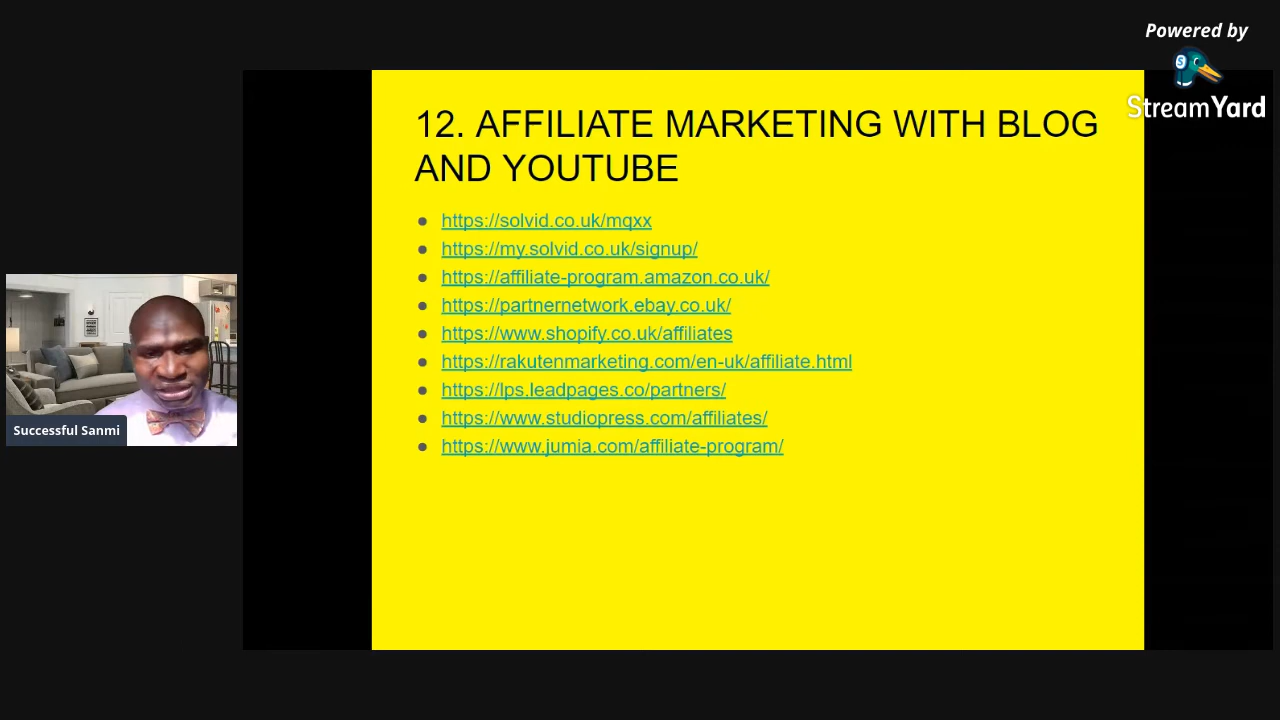 Powered by
StreamYard
12. AFFILIATE MARKETING WITH BLOG
AND YOUTUBE
https://solvid.co.uk/mqxx
https://my.solvid.co.uk/signup/
https://affiliate-program.amazon.co.uk/
https://partnernetwork.ebay.co.uk/
https://www.shopify.co.uk/affiliates
https://rakutenmarketing.com/en-uk/affiliate.html
https://lps.leadpages.co/partners/
https://www.studiopress.com/affiliates/
https://www.jumia.com/affiliate-program/
Successful Sanmi